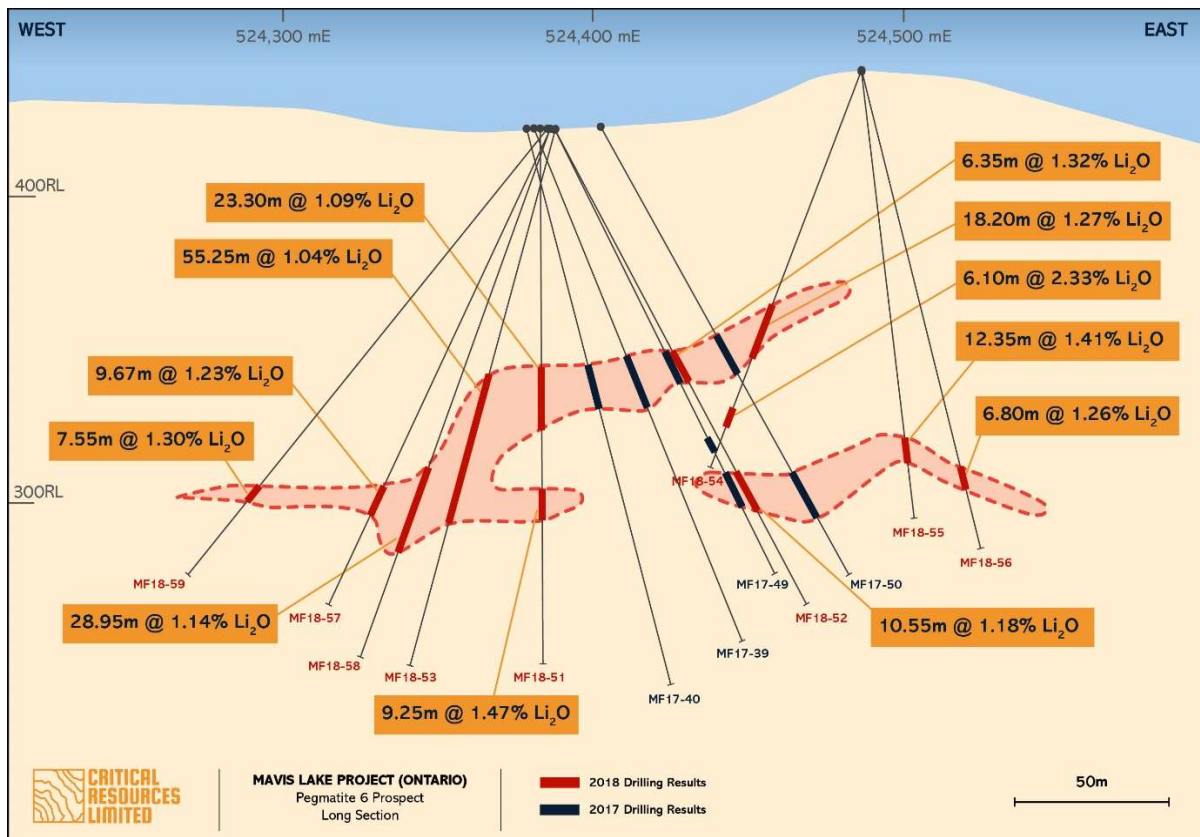 WEST
524,300 mE
524,400 mE
524,500 mE
EAST
400RL
300RL
23.30m @ 1.09% Li₂O
55.25m @ 1.04% Li₂O
9.67m @ 1.23% Li₂O
7.55m @ 1.30% Li₂O
28.95m @ 1.14% Li₂O
9.25m @ 1.47% Li₂O
6.35m @ 1.32% Li₂O
18.20m @ 1.27% Li₂O
6.10m @ 2.33% Li₂O
12.35m @ 1.41% Li₂O
6.80m @ 1.26% Li₂O
10.55m @ 1.18% Li₂O
MF18-54
MF18-55
MF18-56
MF18-59
MF18-57
MF18-58
MF18-53
MF18-51
MF17-40
MF17-39
MF17-49
MF18-52
MF17-50
CRITICAL
RESOURCES
LIMITED
MAVIS LAKE PROJECT (ONTARIO)
Pegmatite 6 Prospect
Long Section
2018 Drilling Results
2017 Drilling Results
50m